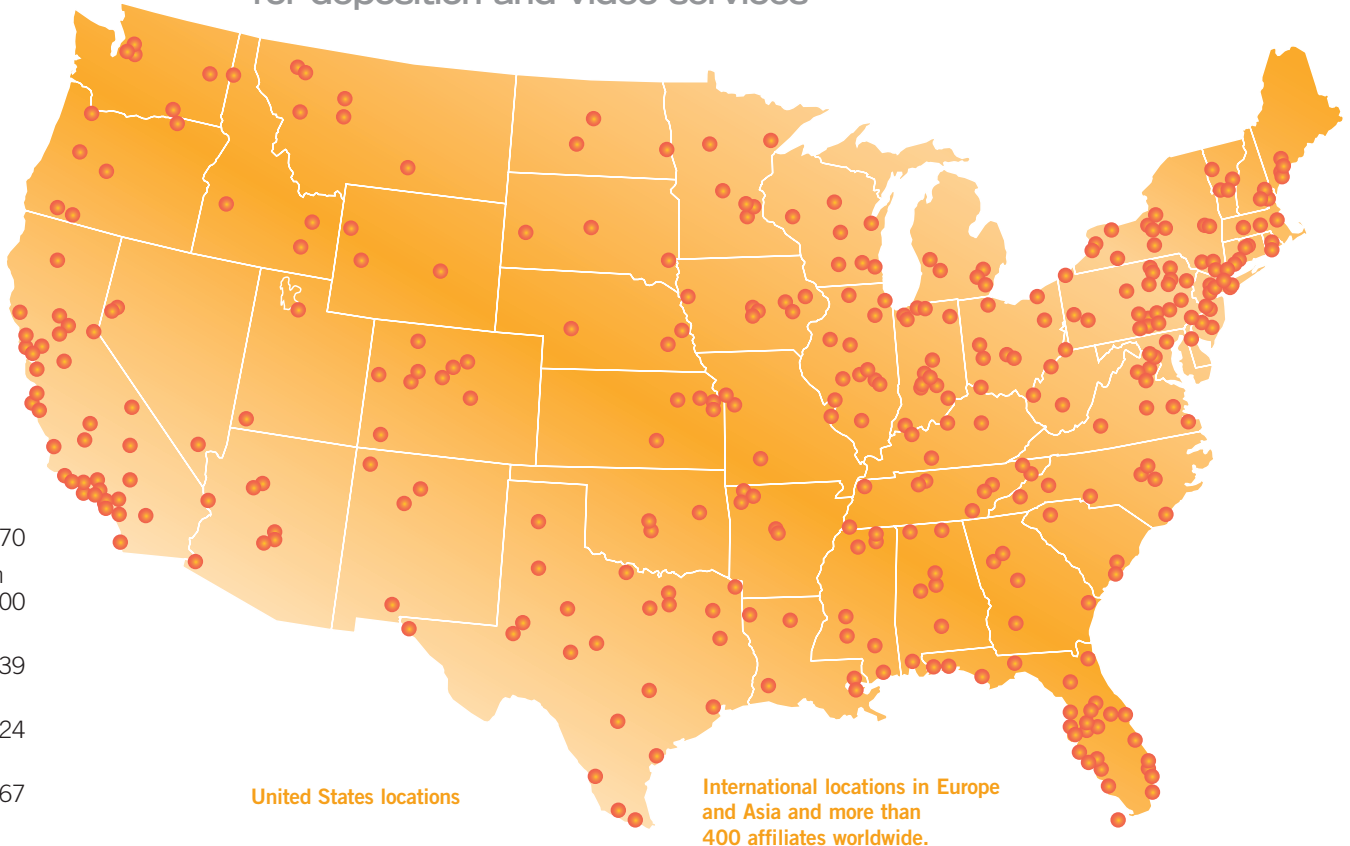 for deposition and video services
70
n
00
39
24
67
United States locations
International locations in Europe
and Asia and more than
400 affiliates worldwide.